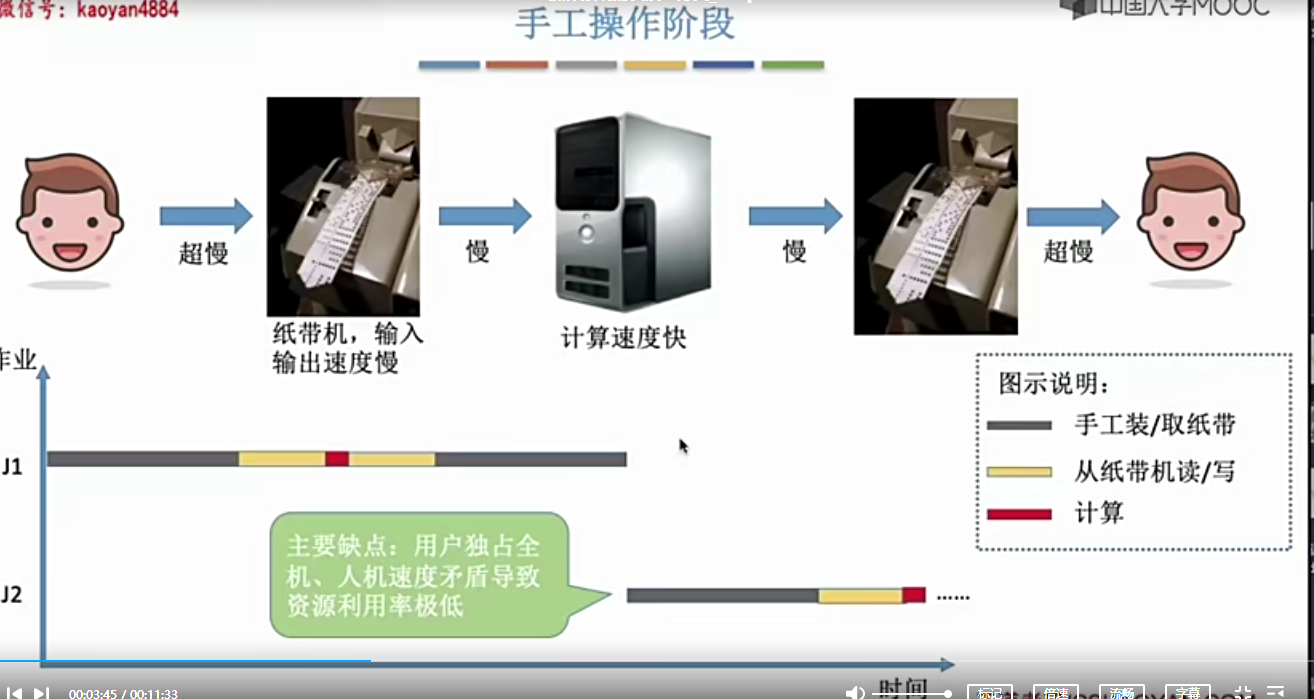 微信号：kaoyan4884
中国大学MOOC
手工操作阶段
超慢
慢
慢
超慢
纸带机，输入
输出速度慢
计算速度快
作业
图示说明：
手工装/取纸带
从纸带机读/写
计算
J1
主要缺点：用户独占全
机、人机速度矛盾导致
资源利用率极低
J2
……
时间
00:03:45 / 00:11:33
标记
倍速
流畅
字幕